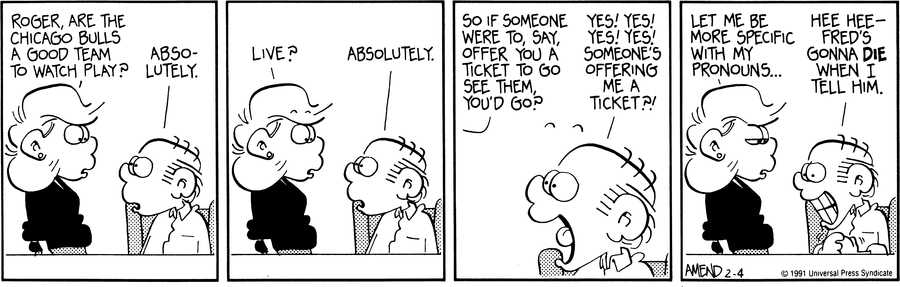 ROGER, ARE THE
CHICAGO BULLS
A GOOD TEAM
TO WATCH PLAY?
ABSO-
LUTELY.
LIVE?
ABSOLUTELY.
SO IF SOMEONE
WERE TO, SAY,
OFFER YOU A
TICKET TO GO
SEE THEM,
YOU'D GO?
YES! YES!
YES! YES!
SOMEONE'S
OFFERING
ME A
TICKET?!
LET ME BE
MORE SPECIFIC
WITH MY
PRONOUNS...
HEE HEE-
FRED'S
GONNA DIE
WHEN I
TELL HIM.
AMEND 2-4
© 1991 Universal Press Syndicate